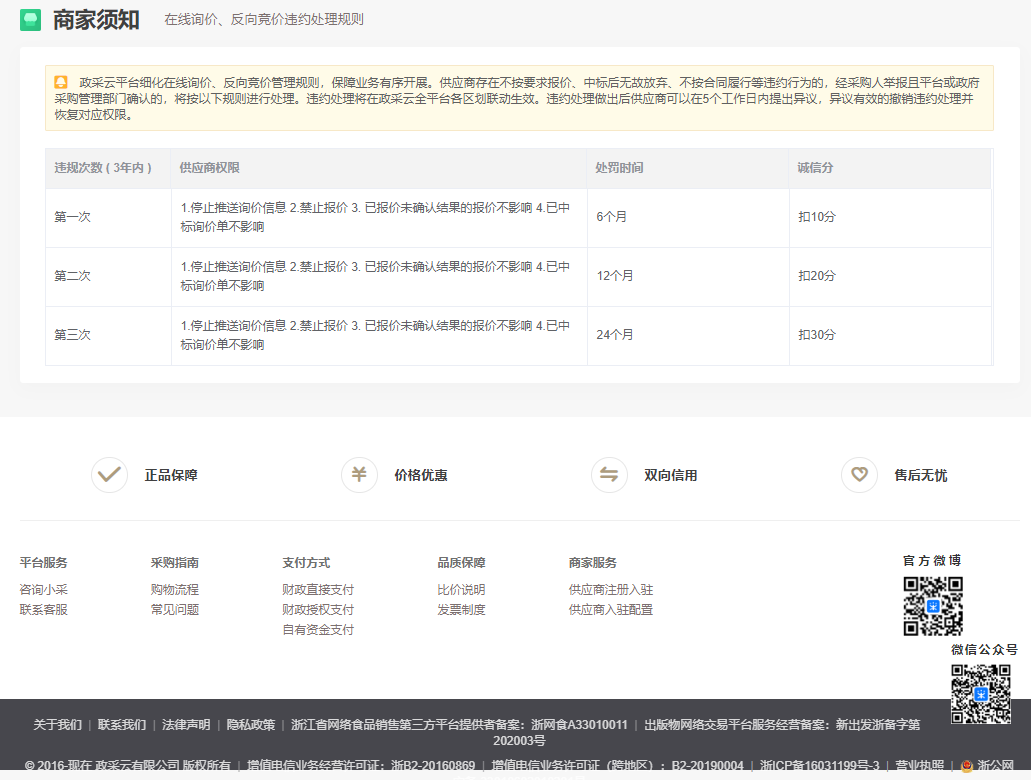 商家须知 在线询价、反向竞价违约处理规则
政采云平台细化在线询价、反向竞价管理规则，保障业务有序开展。供应商存在不按要求报价、中标后无故放弃、不按合同履行等违约行为的，经采购人举报且平台或政府
采购管理部门确认的，将按以下规则进行处理。违约处理将在政采云全平台各区划联动生效。违约处理做出后供应商可以在5个工作日内提出异议，异议有效的撤销违约处理并
恢复对应权限。
违规次数 ( 3年内 ) 供应商权限 处罚时间 诚信分
第一次 1.停止推送询价信息 2.禁止报价 3. 已报价未确认结果的报价不影响 4.已中
标询价单不影响 6个月 扣10分
第二次 1.停止推送询价信息 2.禁止报价 3. 已报价未确认结果的报价不影响 4.已中
标询价单不影响 12个月 扣20分
第三次 1.停止推送询价信息 2.禁止报价 3. 已报价未确认结果的报价不影响 4.已中
标询价单不影响 24个月 扣30分
正品保障 ¥ 价格优惠 双向信用 售后无忧
平台服务 采购指南 支付方式 品质保障 商家服务 官方微博
咨询小采 购物流程 财政直接支付 比价说明 供应商注册入驻
联系客服 常见问题 财政授权支付 发票制度 供应商入驻配置
自有资金支付
微信公众号
关于我们 | 联系我们 | 法律声明 | 隐私政策 | 浙江省网络食品销售第三方平台提供者备案：浙网食A33010011 | 出版物网络交易平台服务经营备案：新出发浙备字第
202003号
© 2016-现在 政采云有限公司 版权所有 | 增值电信业务经营许可证：浙B2-20160869 | 增值电信业务许可证（跨地区）：B2-20190004 | 浙ICP备16031199号-3 | 营业执照 | 浙公网